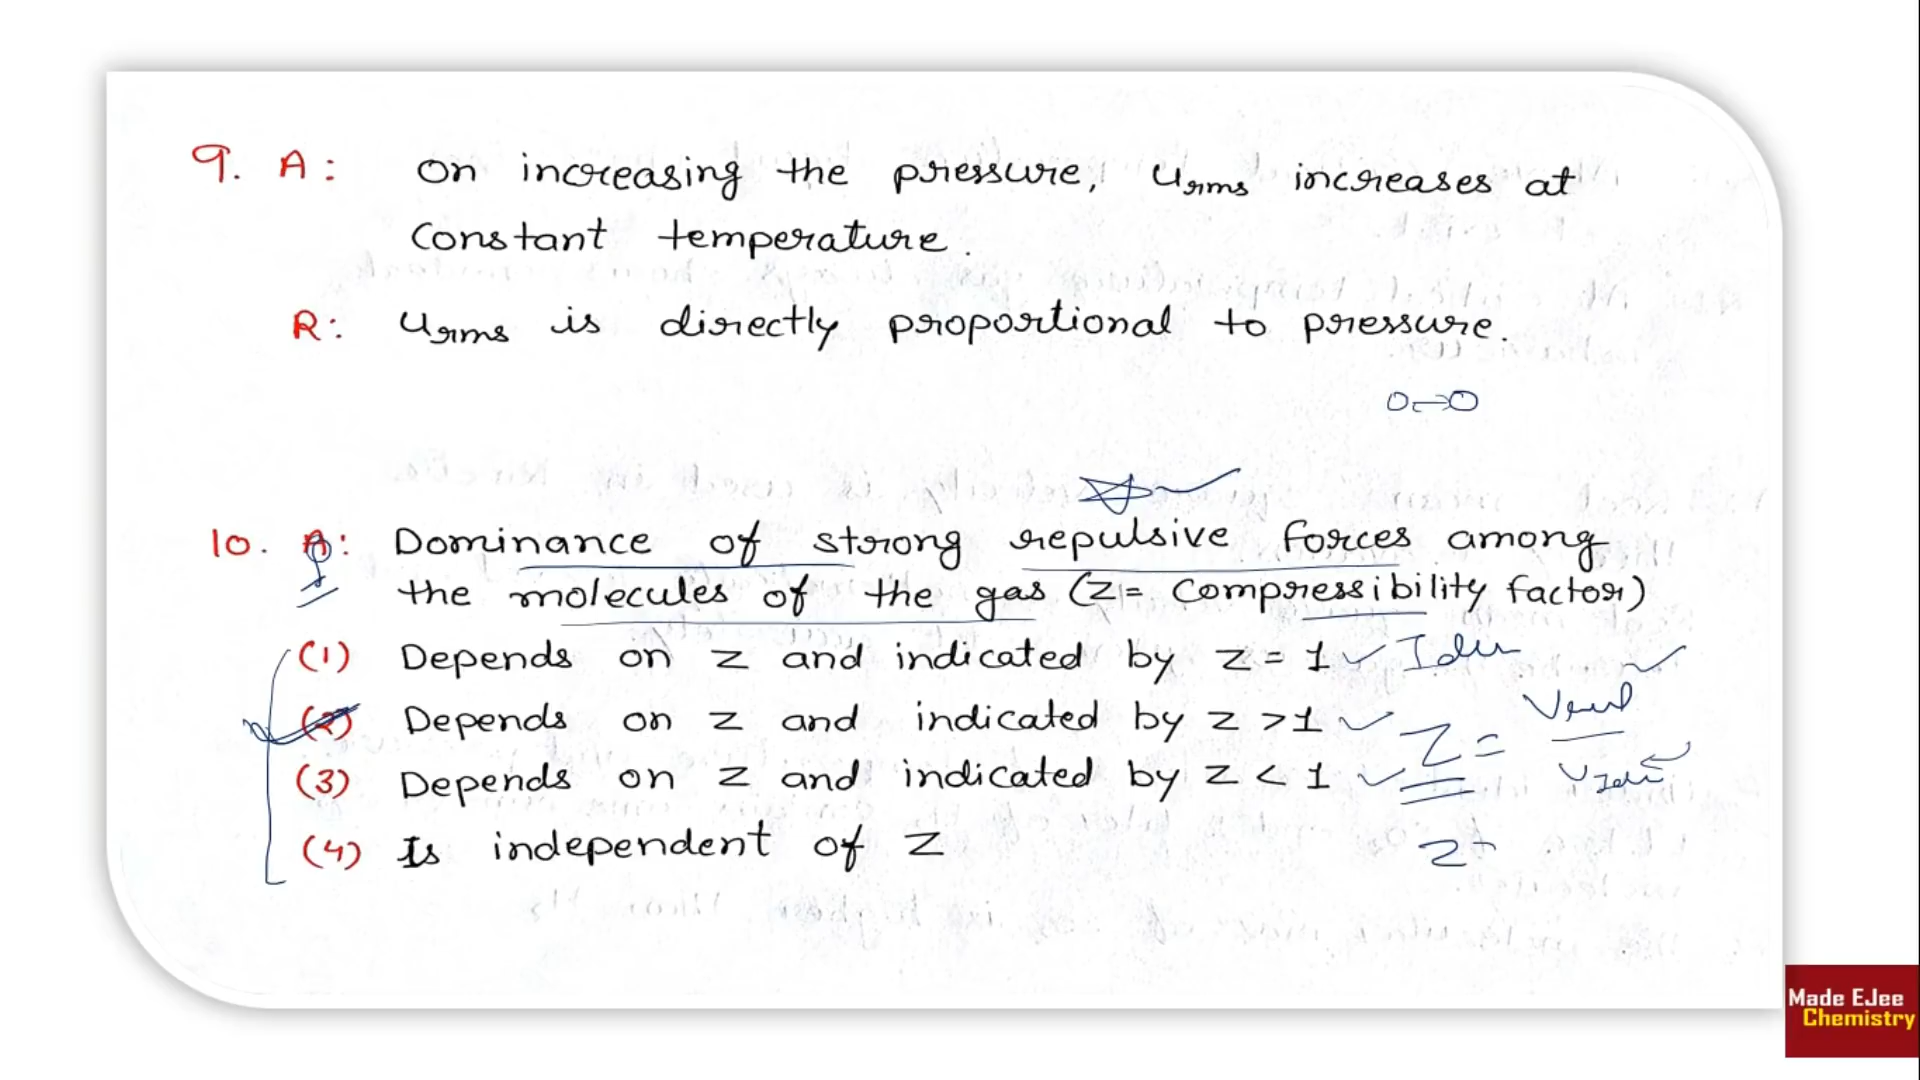 9. A: On increasing the pressure, urms increases at
constant temperature.
R: urms is directly proportional to pressure.
10. A: Dominance of strong repulsive forces among
the molecules of the gas (Z = Compressibility factor)
(1) Depends on Z and indicated by Z = 1
(2) Depends on Z and indicated by Z > 1
Z =
(3) Depends on Z and indicated by Z < 1
(4) Is independent of Z
Z
Made EJee
Chemistry